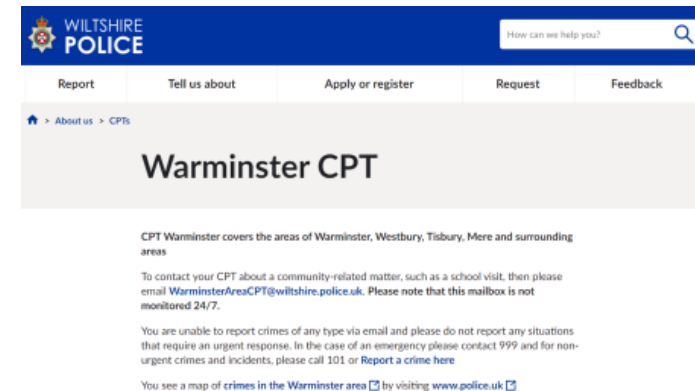 WILTSHIRE
POLICE
How can we help you?
Report Tell us about Apply or register Request Feedback
> About us > CPTs
Warminster CPT
CPT Warminster covers the areas of Warminster, Westbury, Tisbury, Mere and surrounding
areas
To contact your CPT about a community-related matter, such as a school visit, then please
email WarminsterAreaCPT@wiltshire.police.uk. Please note that this mailbox is not
monitored 24/7.
You are unable to report crimes of any type via email and please do not report any situations
that require an urgent response. In the case of an emergency please contact 999 and for non-
urgent crimes and incidents, please call 101 or Report a crime here
You see a map of crimes in the Warminster area by visiting www.police.uk